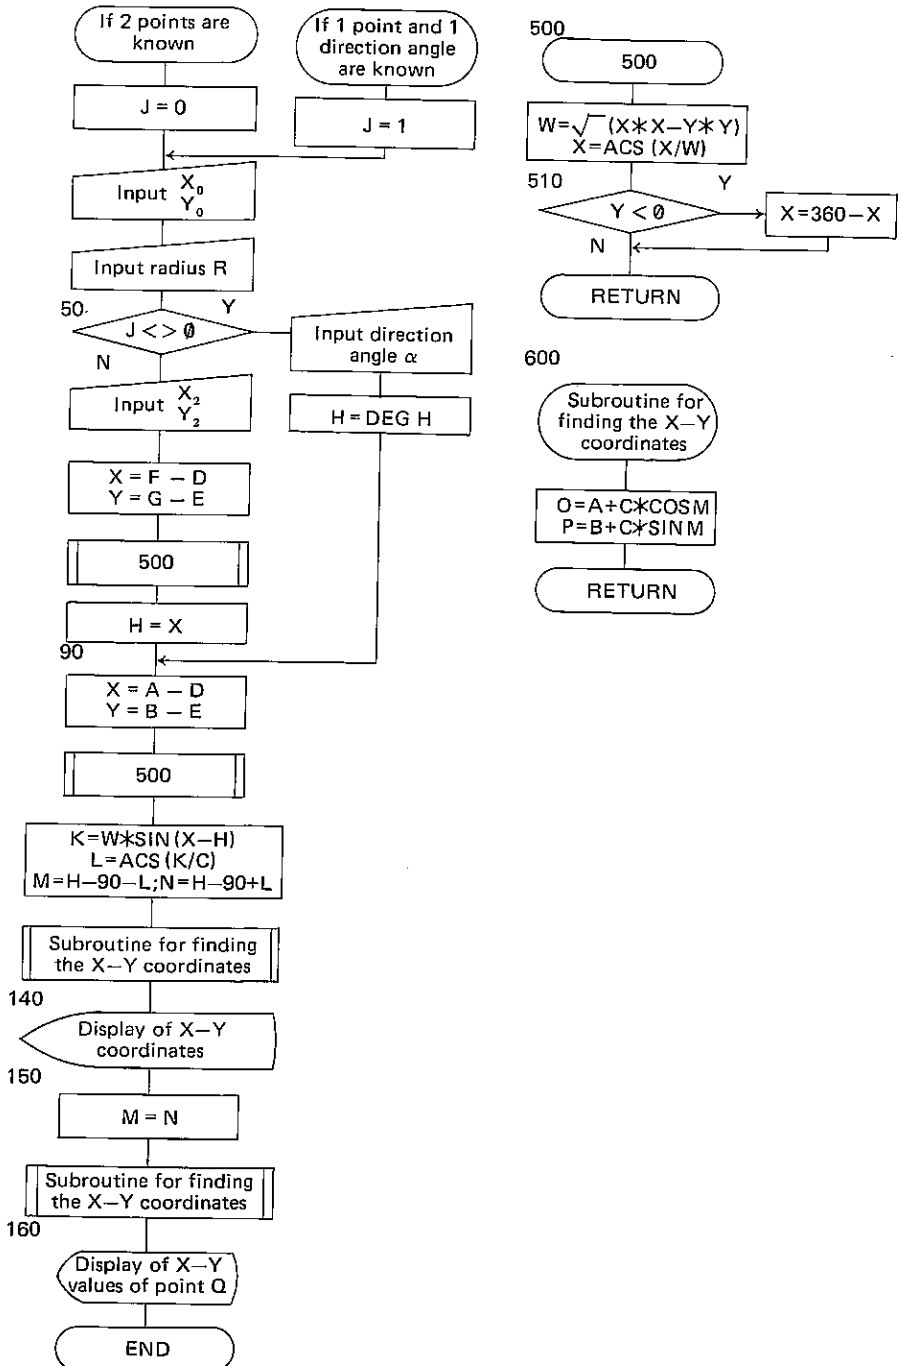 If 2 points are
known
If 1 point and 1
direction angle
are known
J = 0
J = 1
Input X₀
Y₀
Input radius R
50.
Y
J < > 0̸
N
Input direction
angle α
H = DEG H
Input X₂
Y₂
X = F – D
Y = G – E
500
H = X
90
X = A – D
Y = B – E
500
K=W*SIN (X–H)
L=ACS (K/C)
M=H–90–L;N=H–90+L
Subroutine for finding
the X–Y coordinates
140
Display of X–Y
coordinates
150
M = N
Subroutine for finding
the X–Y coordinates
160
Display of X–Y
values of point Q
END
500
500
W=√‾(X*X–Y*Y)
X=ACS (X/W)
510
Y
Y < 0̸
X=360–X
N
RETURN
600
Subroutine for
finding the X–Y
coordinates
O=A+C*COSM
P=B+C*SINM
RETURN